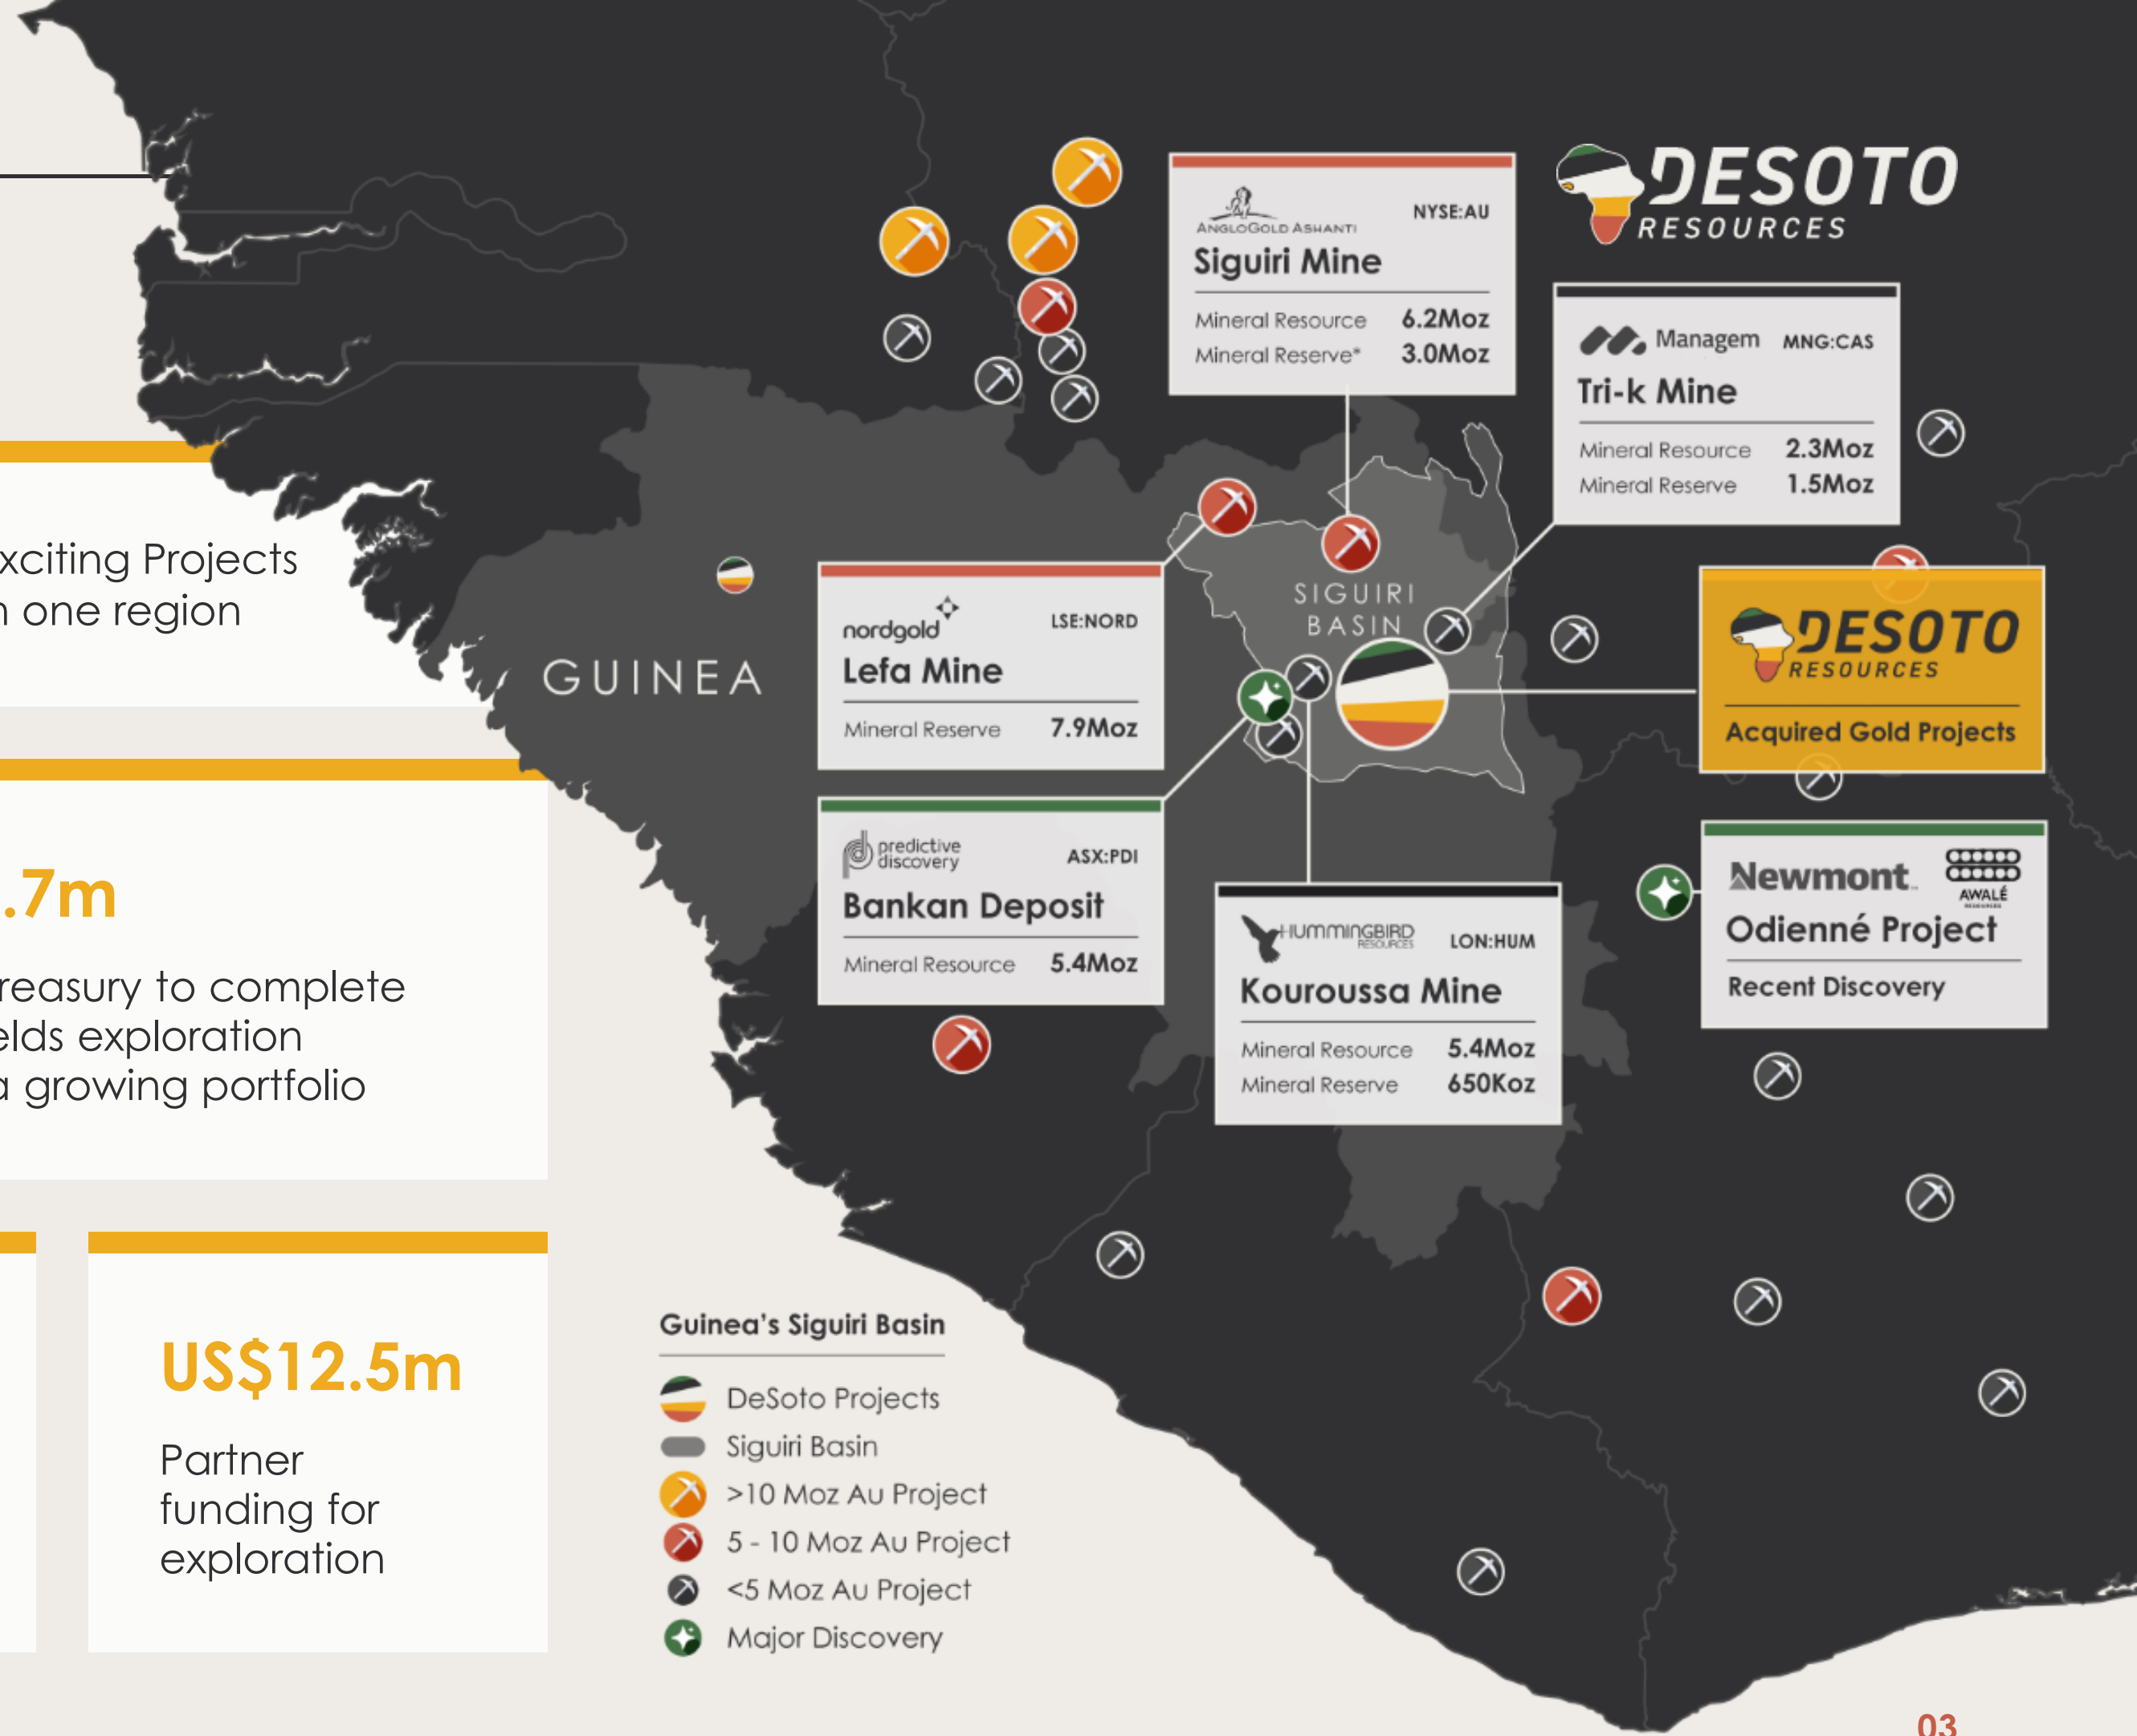 xciting Projects
one region
.7m
reasury to complete
elds exploration
a growing portfolio
US$12.5m
Partner
funding for
exploration
GUINEA
SIGUIRI
BASIN
ANGLOGOLD ASHANTI
NYSE:AU
Siguiri Mine
Mineral Resource 6.2Moz
Mineral Reserve* 3.0Moz
DESOTO
RESOURCES
Managem MNG:CAS
Tri-k Mine
Mineral Resource 2.3Moz
Mineral Reserve 1.5Moz
nordgold LSE:NORD
Lefa Mine
Mineral Reserve 7.9Moz
DESOTO
RESOURCES
Acquired Gold Projects
predictive
discovery
ASX:PDI
Bankan Deposit
Mineral Resource 5.4Moz
HUMMINGBIRD
RESOURCES
LON:HUM
Kouroussa Mine
Mineral Resource 5.4Moz
Mineral Reserve 650Koz
Newmont
AWALÉ
RESOURCES
Odienné Project
Recent Discovery
Guinea's Siguiri Basin
DeSoto Projects
Siguiri Basin
>10 Moz Au Project
5 - 10 Moz Au Project
<5 Moz Au Project
Major Discovery
03